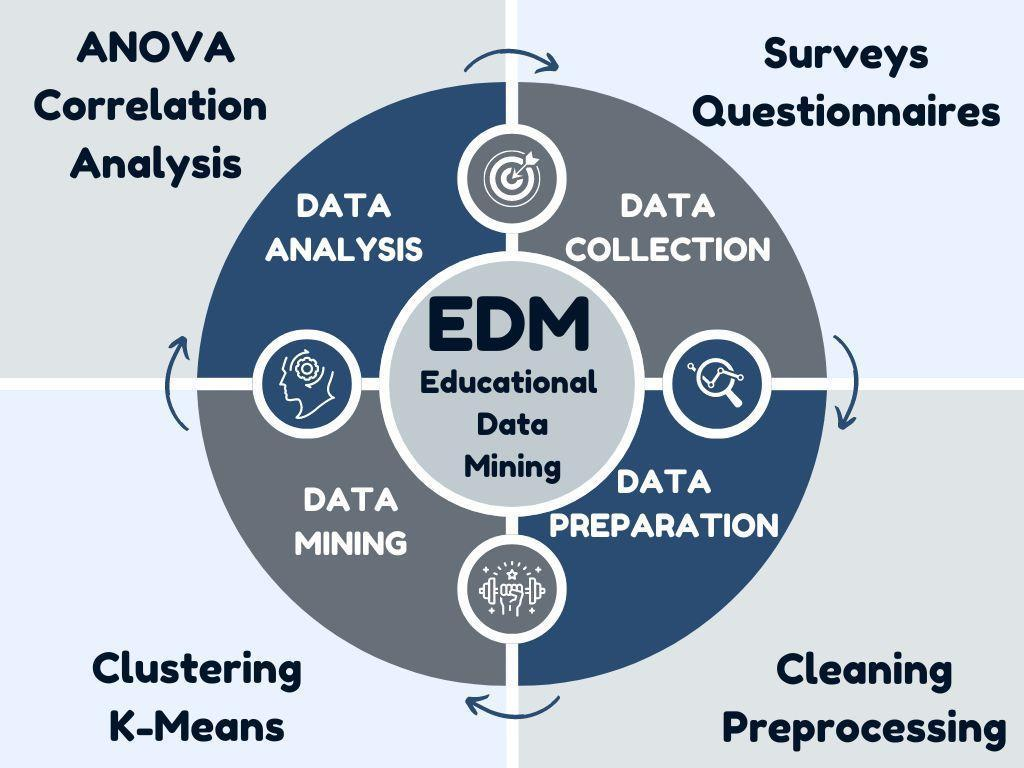 ANOVA
Correlation
Analysis
Surveys
Questionnaires
DATA
ANALYSIS
DATA
COLLECTION
EDM
Educational
Data
Mining
DATA
MINING
DATA
PREPARATION
Clustering
K-Means
Cleaning
Preprocessing